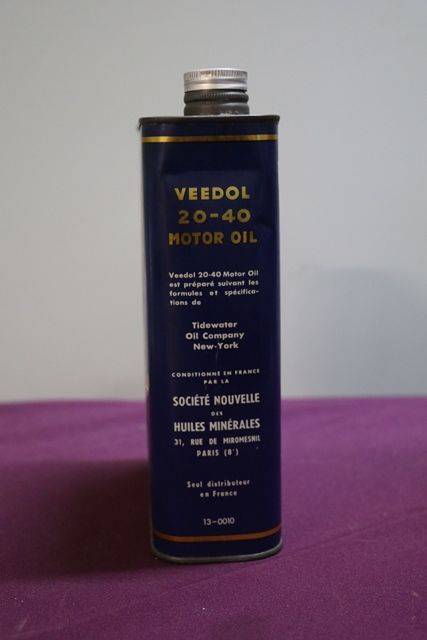 VEEDOL
20-40
MOTOR OIL
Veedol 20-40 Motor Oil
est préparé suivant les
formules et spécifica-
tions de
Tidewater
Oil Company
New-York
CONDITIONNÉ EN FRANCE
PAR LA
SOCIÉTÉ NOUVELLE
DES
HUILES MINÉRALES
31, RUE DE MIROMESNIL
PARIS (8ᵉ)
Seul distributeur
en France
13-0010